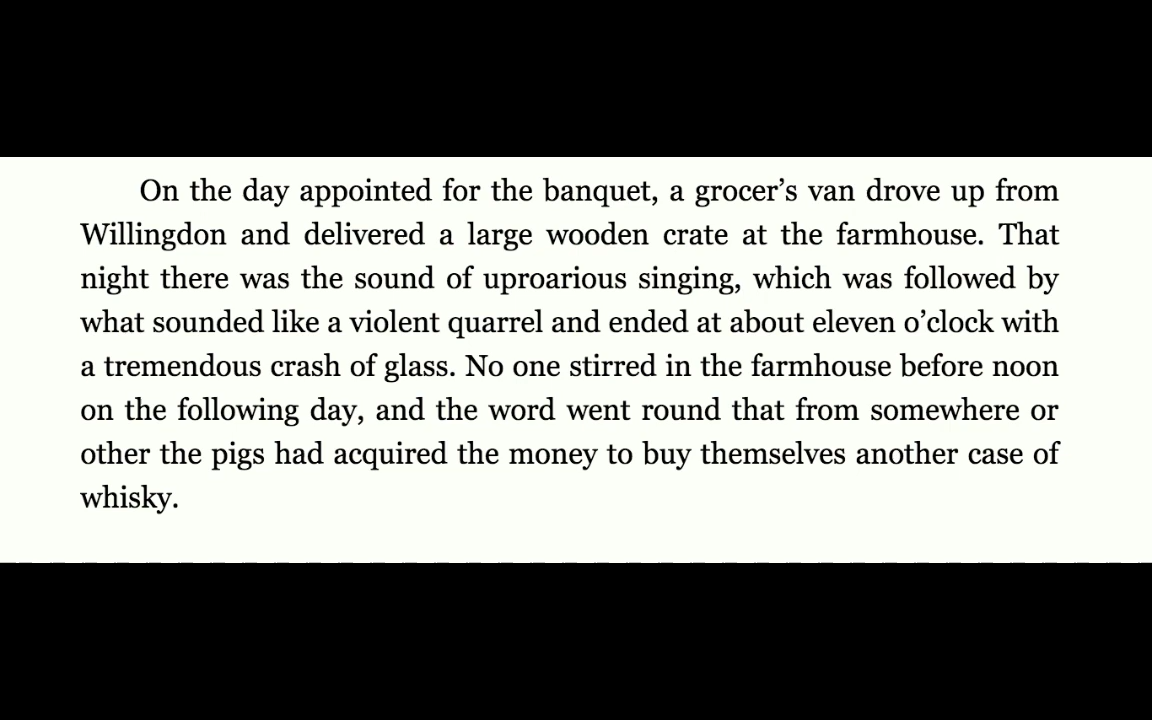 On the day appointed for the banquet, a grocer’s van drove up from
Willingdon and delivered a large wooden crate at the farmhouse. That
night there was the sound of uproarious singing, which was followed by
what sounded like a violent quarrel and ended at about eleven o’clock with
a tremendous crash of glass. No one stirred in the farmhouse before noon
on the following day, and the word went round that from somewhere or
other the pigs had acquired the money to buy themselves another case of
whisky.